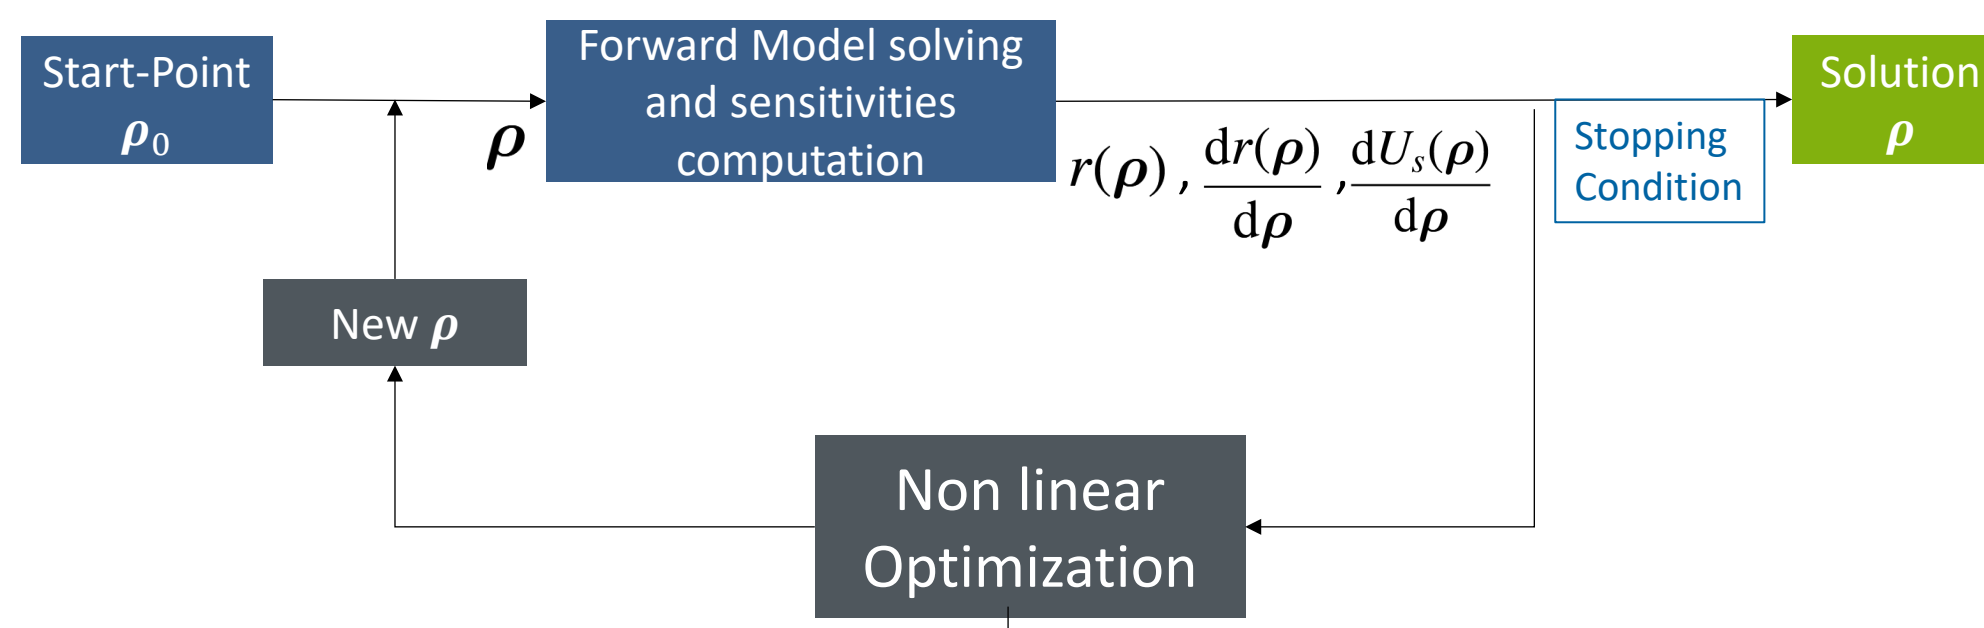 Start-Point
ρ₀
Forward Model solving
and sensitivities
computation
ρ
r(ρ) , dr(ρ)/dρ , dUₛ(ρ)/dρ
Stopping
Condition
Solution
ρ
New ρ
Non linear
Optimization